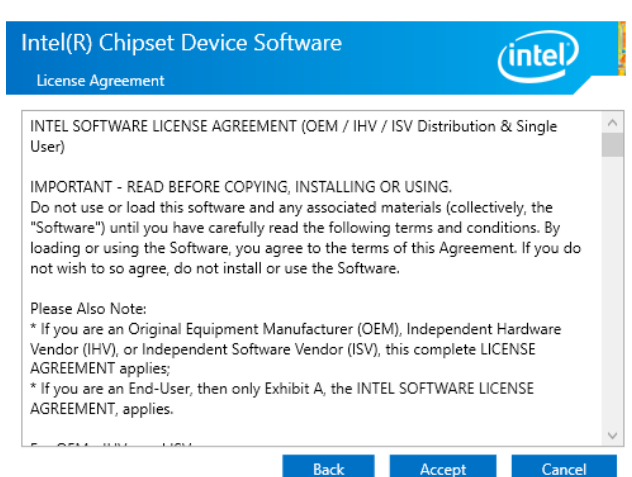 Intel(R) Chipset Device Software
License Agreement
intel
INTEL SOFTWARE LICENSE AGREEMENT (OEM / IHV / ISV Distribution & Single
User)
IMPORTANT - READ BEFORE COPYING, INSTALLING OR USING.
Do not use or load this software and any associated materials (collectively, the
"Software") until you have carefully read the following terms and conditions. By
loading or using the Software, you agree to the terms of this Agreement. If you do
not wish to so agree, do not install or use the Software.
Please Also Note:
* If you are an Original Equipment Manufacturer (OEM), Independent Hardware
Vendor (IHV), or Independent Software Vendor (ISV), this complete LICENSE
AGREEMENT applies;
* If you are an End-User, then only Exhibit A, the INTEL SOFTWARE LICENSE
AGREEMENT, applies.
Back Accept Cancel